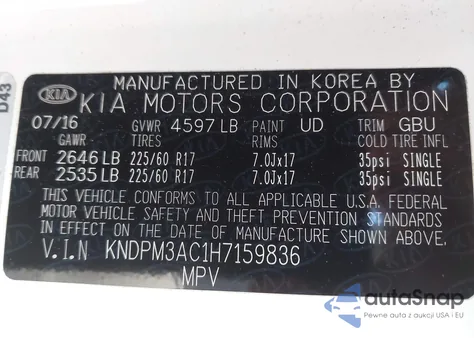 D43
MANUFACTURED IN KOREA BY
KIA KIA MOTORS CORPORATION
07/16 GVWR 4597 LB PAINT UD TRIM GBU
GAWR TIRES RIMS COLD TIRE INFL
FRONT 2646 LB 225/60 R17 7.0Jx17 35psi SINGLE
REAR 2535 LB 225/60 R17 7.0Jx17 35psi SINGLE
THIS VEHICLE CONFORMS TO ALL APPLICABLE U.S.A. FEDERAL
MOTOR VEHICLE SAFETY AND THEFT PREVENTION STANDARDS
IN EFFECT ON THE DATE OF MANUFACTURE SHOWN ABOVE.
V.I.N KNDPM3AC1H7159836
MPV
autoSnap
Pewne auta z aukcji USA i EU